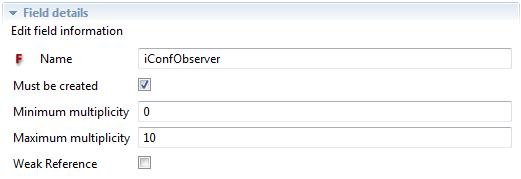 Field details
Edit field information
F Name iConfObserver
Must be created
Minimum multiplicity 0
Maximum multiplicity 10
Weak Reference